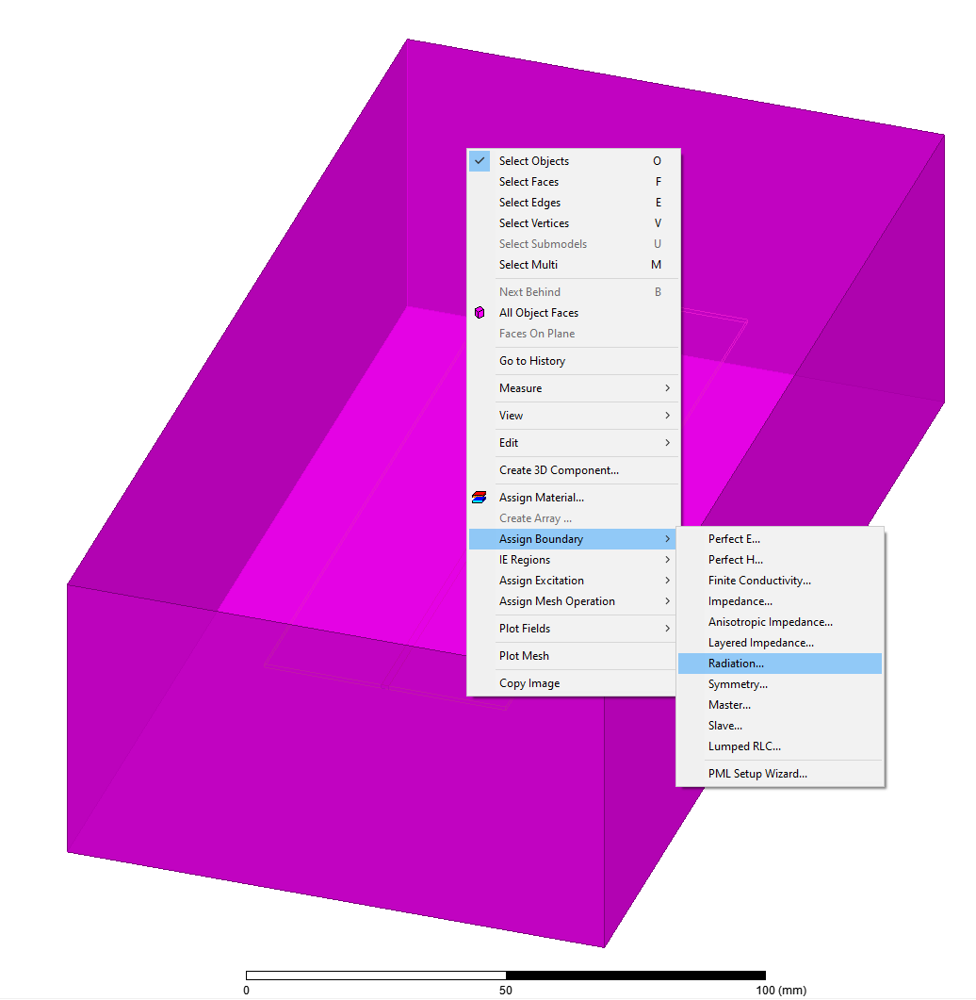 Select Objects O
Select Faces F
Select Edges E
Select Vertices V
Select Submodels U
Select Multi M
Next Behind B
All Object Faces
Faces On Plane
Go to History
Measure
View
Edit
Create 3D Component...
Assign Material...
Create Array ...
Assign Boundary
IE Regions
Assign Excitation
Assign Mesh Operation
Plot Fields
Plot Mesh
Copy Image
Perfect E...
Perfect H...
Finite Conductivity...
Impedance...
Anisotropic Impedance...
Layered Impedance...
Radiation...
Symmetry...
Master...
Slave...
Lumped RLC...
PML Setup Wizard...
0 50 100 (mm)